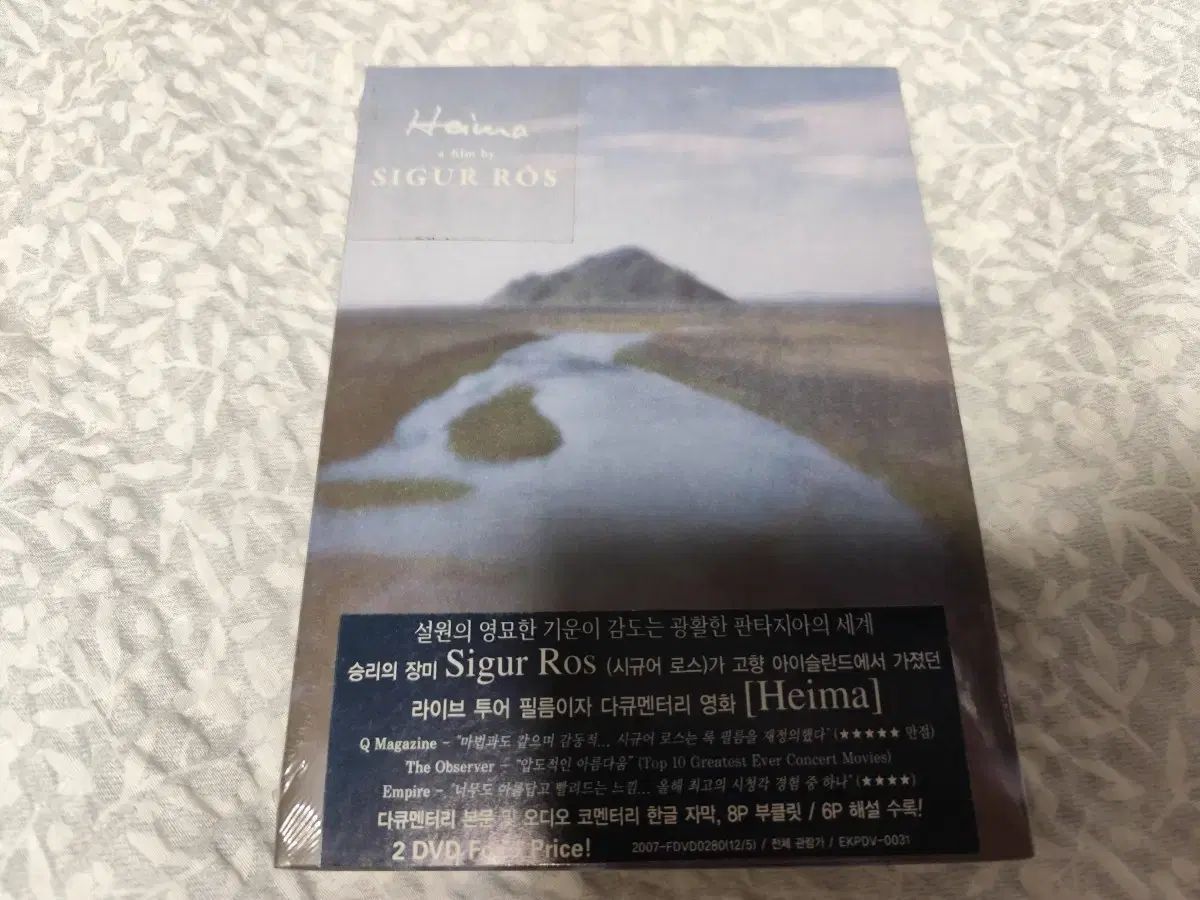 Heima
a film by
SIGUR RÓS
설원의 영묘한 기운이 감도는 광활한 판타지아의 세계
승리의 장미 Sigur Ros (시규어 로스)가 고향 아이슬란드에서 가졌던
라이브 투어 필름이자 다큐멘터리 영화 [Heima]
Q Magazine - "마법과도 같으며 감동적... 시규어 로스는 록 필름을 재정의했다" (★★★★★ 만점)
The Observer - "압도적인 아름다움" (Top 10 Greatest Ever Concert Movies)
Empire - "너무도 아름답고 빨려드는 느낌... 올해 최고의 시청각 경험 중 하나" (★★★★)
다큐멘터리 본문 및 오디오 코멘터리 한글 자막, 8P 부클릿 / 6P 해설 수록!
2 DVD Price!
2007-FDVD0280(12/5) / 전체 관람가 / EKPDV-0031